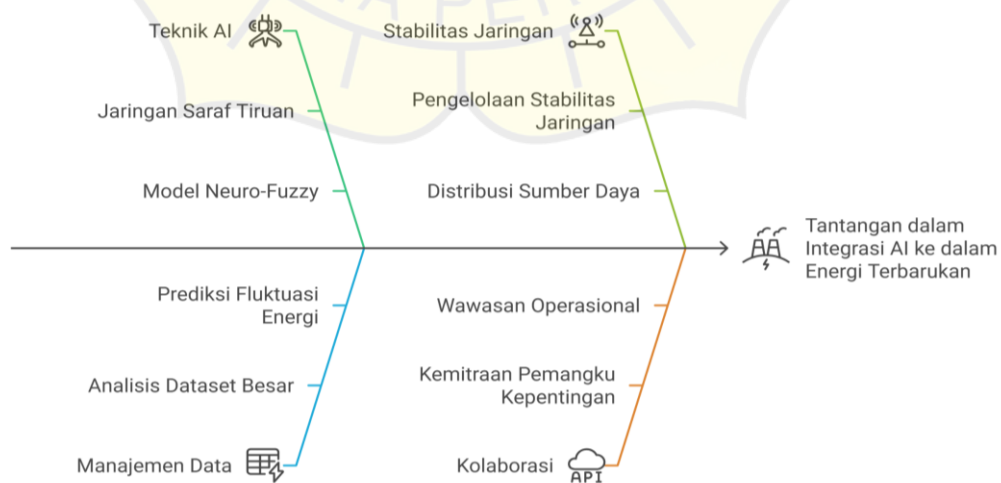 Teknik AI
Jaringan Saraf Tiruan
Model Neuro-Fuzzy
Stabilitas Jaringan
Pengelolaan Stabilitas
Jaringan
Distribusi Sumber Daya
Tantangan dalam
Integrasi AI ke dalam
Energi Terbarukan
Prediksi Fluktuasi
Energi
Analisis Dataset Besar
Manajemen Data
Wawasan Operasional
Kemitraan Pemangku
Kepentingan
Kolaborasi
API